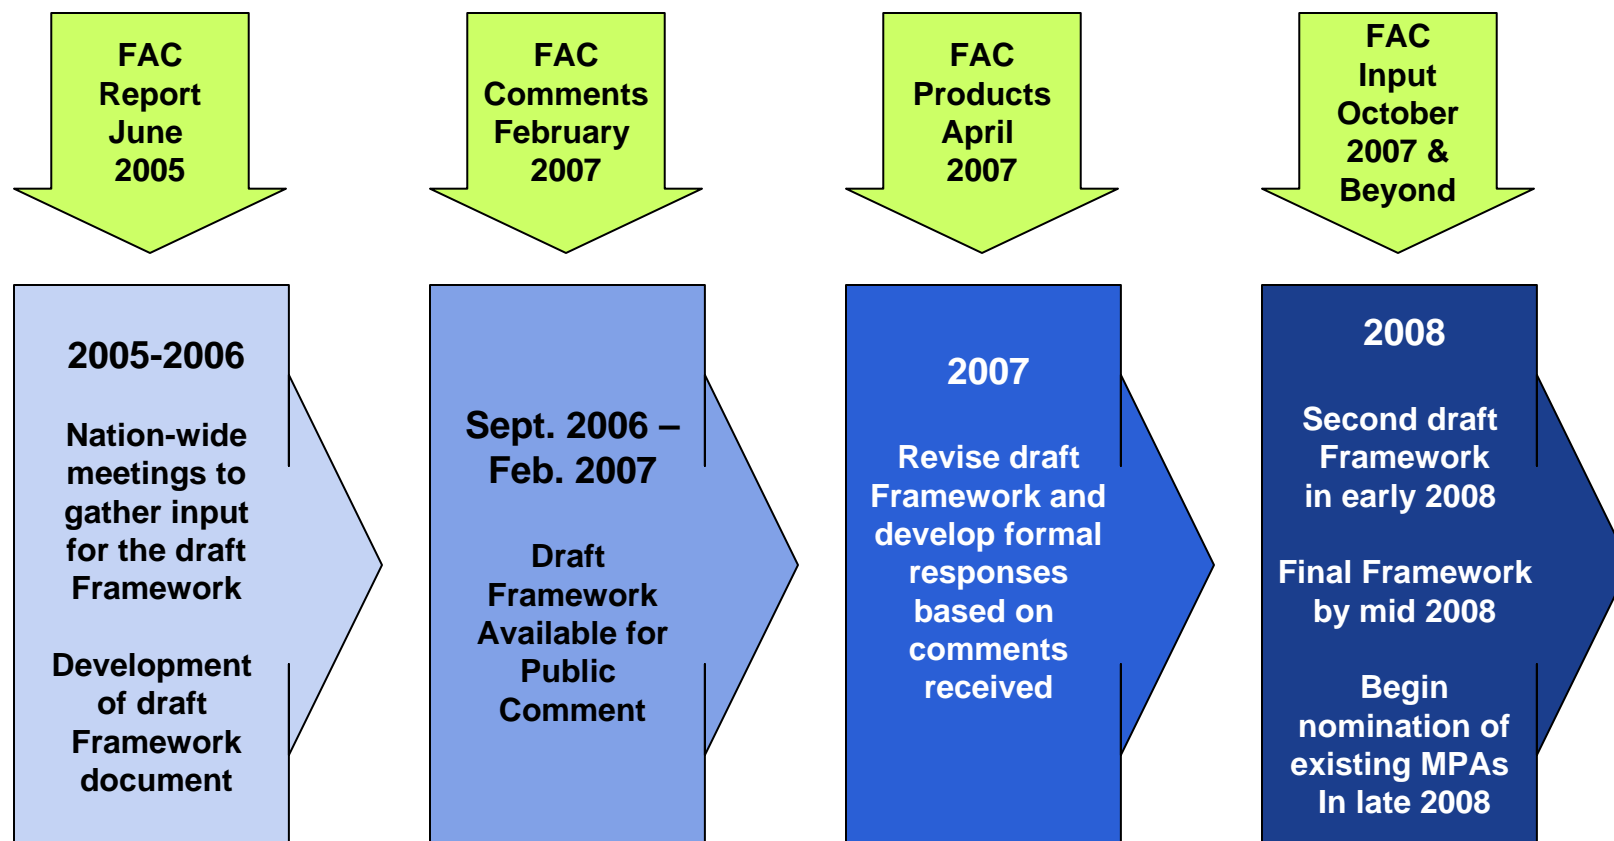 FAC
Report
June
2005
FAC
Comments
February
2007
FAC
Products
April
2007
FAC
Input
October
2007 &
Beyond
2005-2006
Nation-wide
meetings to
gather input
for the draft
Framework
Development
of draft
Framework
document
Sept. 2006 –
Feb. 2007
Draft
Framework
Available for
Public
Comment
2007
Revise draft
Framework and
develop formal
responses
based on
comments
received
2008
Second draft
Framework
in early 2008
Final Framework
by mid 2008
Begin
nomination of
existing MPAs
In late 2008